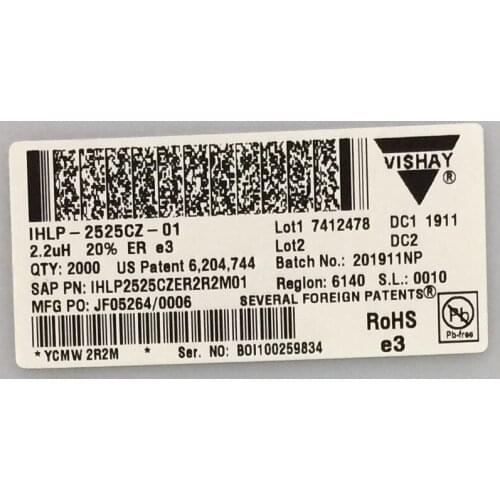 VISHAY®
IHLP-2525CZ-01
2.2uH 20% ER e3
QTY: 2000 US Patent 6,204,744
SAP PN: IHLP2525CZER2R2M01
MFG PO: JF05264/0006
Lot1 7412478 DC1 1911
Lot2 DC2
Batch No.: 201911NP
Region: 6140 S.L.: 0010
SEVERAL FOREIGN PATENTS®
*YCMW 2R2M *
Ser. NO: BOI100259834
RoHS
e3
Pb
Pb-free